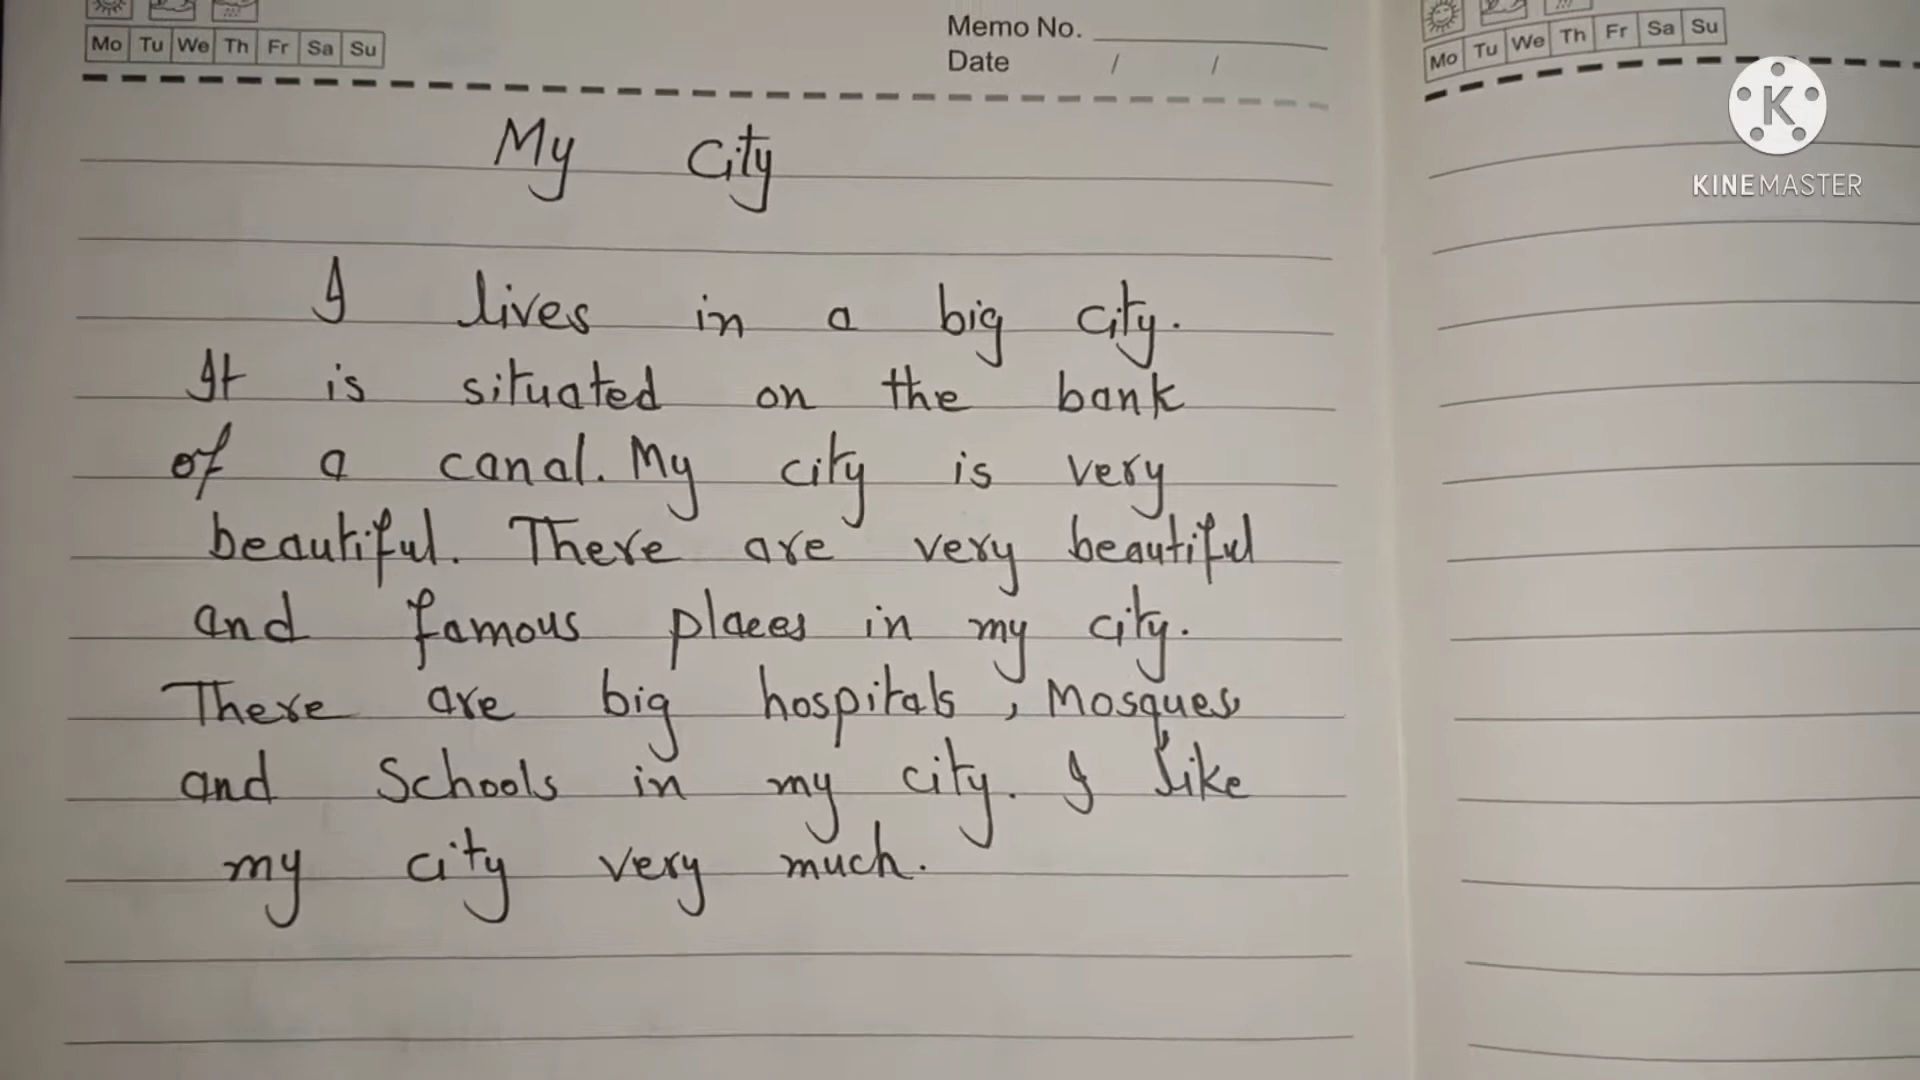 Mo Tu We Th Fr Sa Su
Memo No.
Date / /
My City
I lives in a big city.
It is situated on the bank
of a canal. My city is very
beautiful. There are very beautiful
and famous places in my city.
There are big hospitals, Mosques
and Schools in my city. I like
my city very much.
Mo Tu We Th Fr Sa Su
K
KINEMASTER